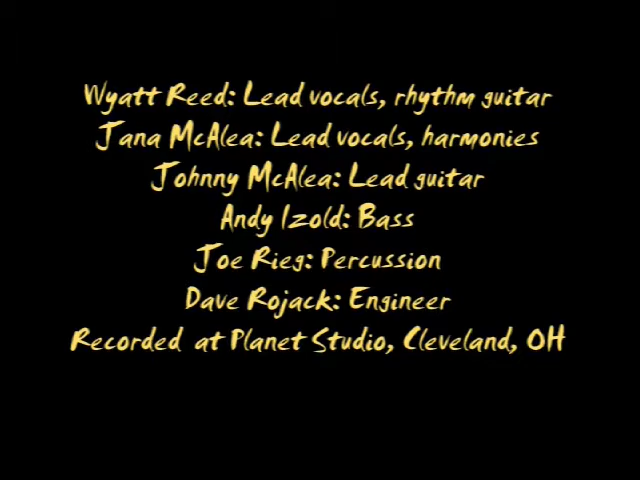 Wyatt Reed: Lead vocals, rhythm guitar
Jana McAlea: Lead vocals, harmonies
Johnny McAlea: Lead guitar
Andy Izold: Bass
Joe Rieg: Percussion
Dave Rojack: Engineer
Recorded at Planet Studio, Cleveland, OH